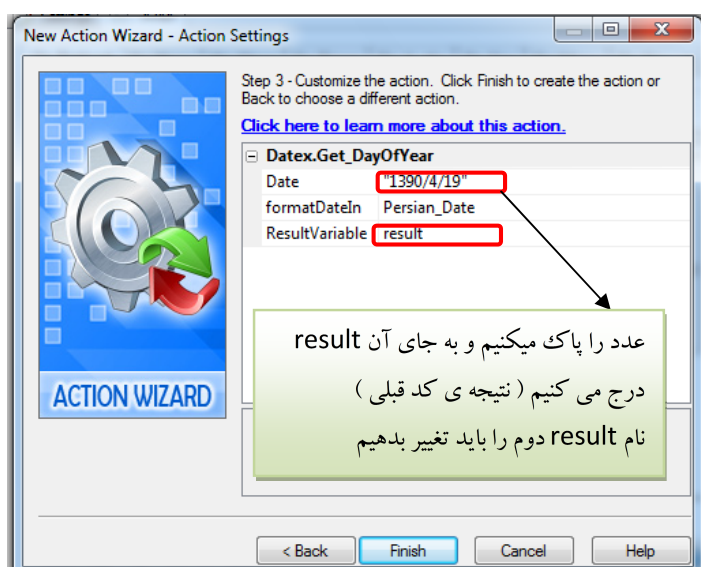 New Action Wizard - Action Settings
Step 3 - Customize the action. Click Finish to create the action or
Back to choose a different action.
Click here to learn more about this action.
Datex.Get_DayOfYear
Date "1390/4/19"
formatDateIn Persian_Date
ResultVariable result
عدد را پاک میکنیم و به جای آن result
درج می کنیم ( نتیجه ی کد قبلی )
نام result دوم را باید تغییر بدهیم
ACTION WIZARD
< Back Finish Cancel Help